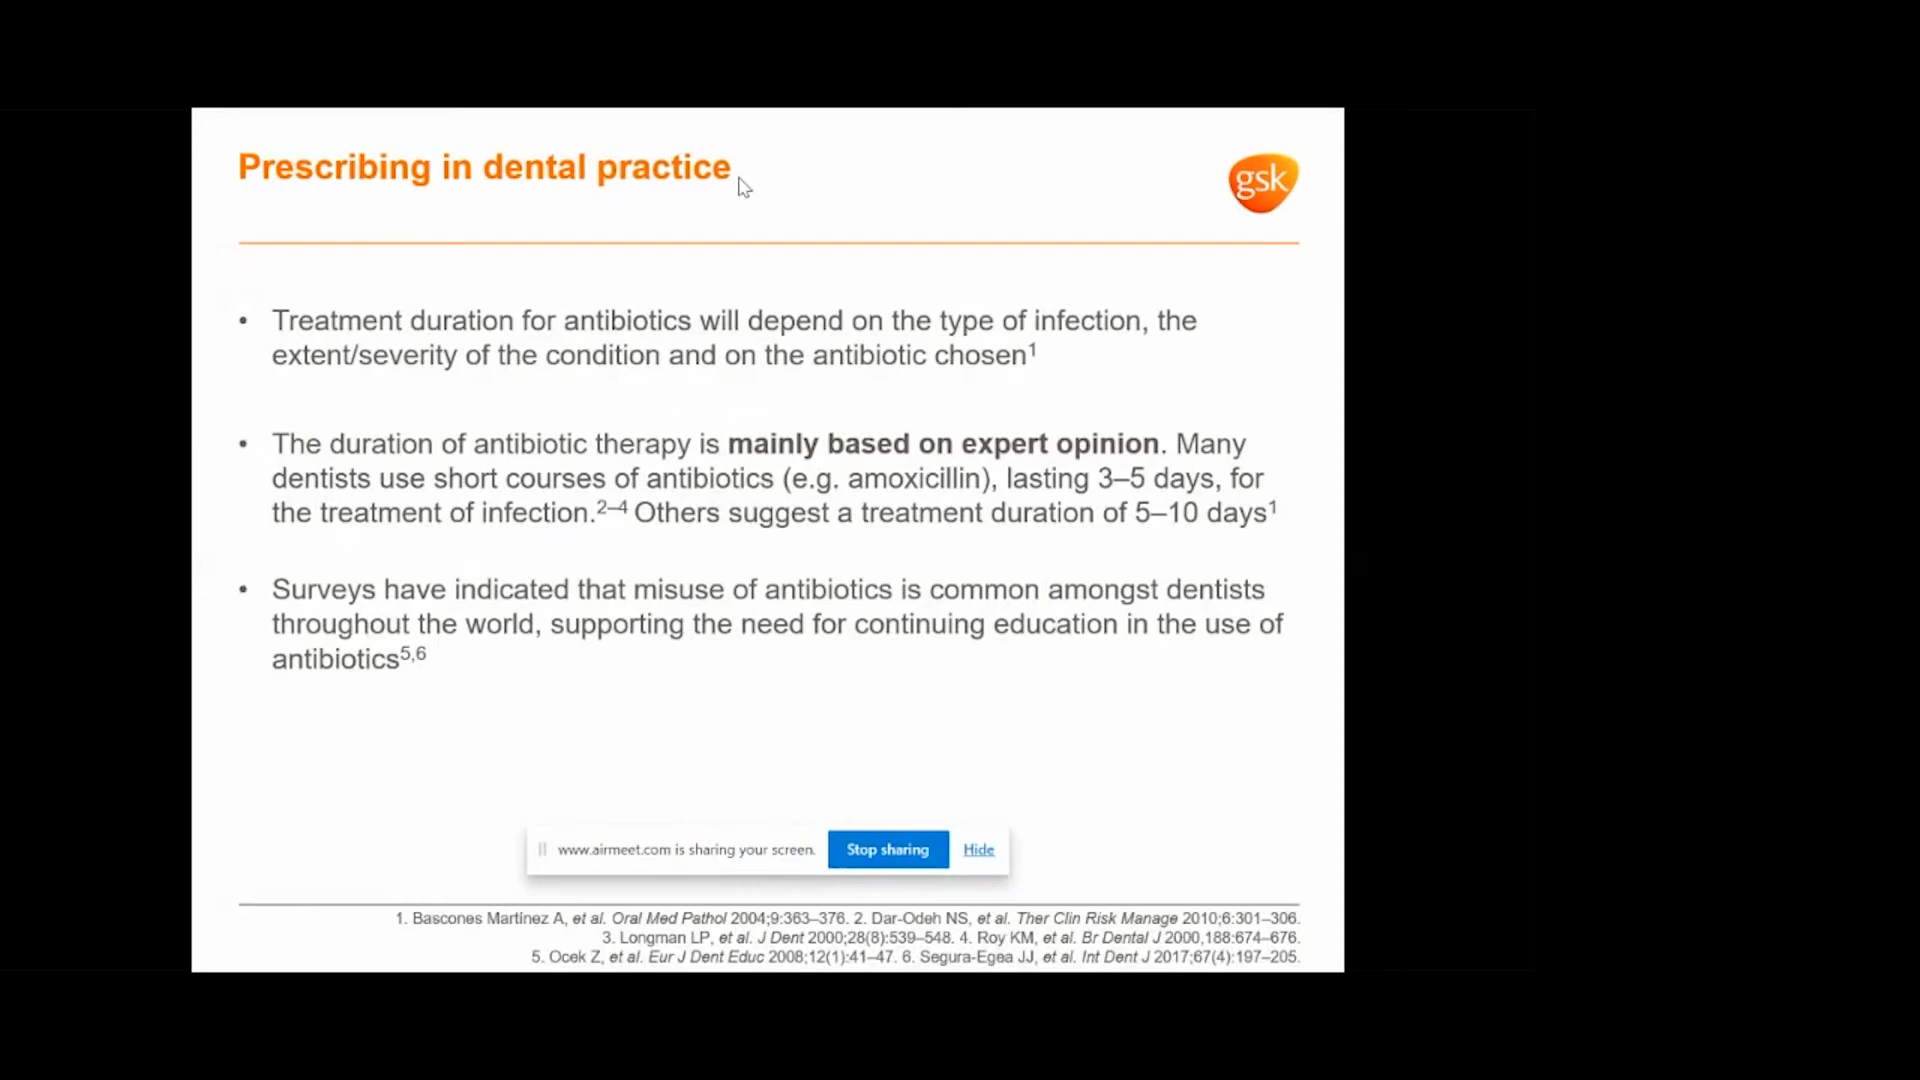 Prescribing in dental practice
gsk
• Treatment duration for antibiotics will depend on the type of infection, the
extent/severity of the condition and on the antibiotic chosen¹
• The duration of antibiotic therapy is mainly based on expert opinion. Many
dentists use short courses of antibiotics (e.g. amoxicillin), lasting 3–5 days, for
the treatment of infection.²⁻⁴ Others suggest a treatment duration of 5–10 days¹
• Surveys have indicated that misuse of antibiotics is common amongst dentists
throughout the world, supporting the need for continuing education in the use of
antibiotics⁵,⁶
www.airmeet.com is sharing your screen. Stop sharing Hide
1. Bascones Martínez A, et al. Oral Med Pathol 2004;9:363–376. 2. Dar-Odeh NS, et al. Ther Clin Risk Manage 2010;6:301–306.
3. Longman LP, et al. J Dent 2000;28(8):539–548. 4. Roy KM, et al. Br Dental J 2000,188:674–676.
5. Ocek Z, et al. Eur J Dent Educ 2008;12(1):41–47. 6. Segura-Egea JJ, et al. Int Dent J 2017;67(4):197–205.